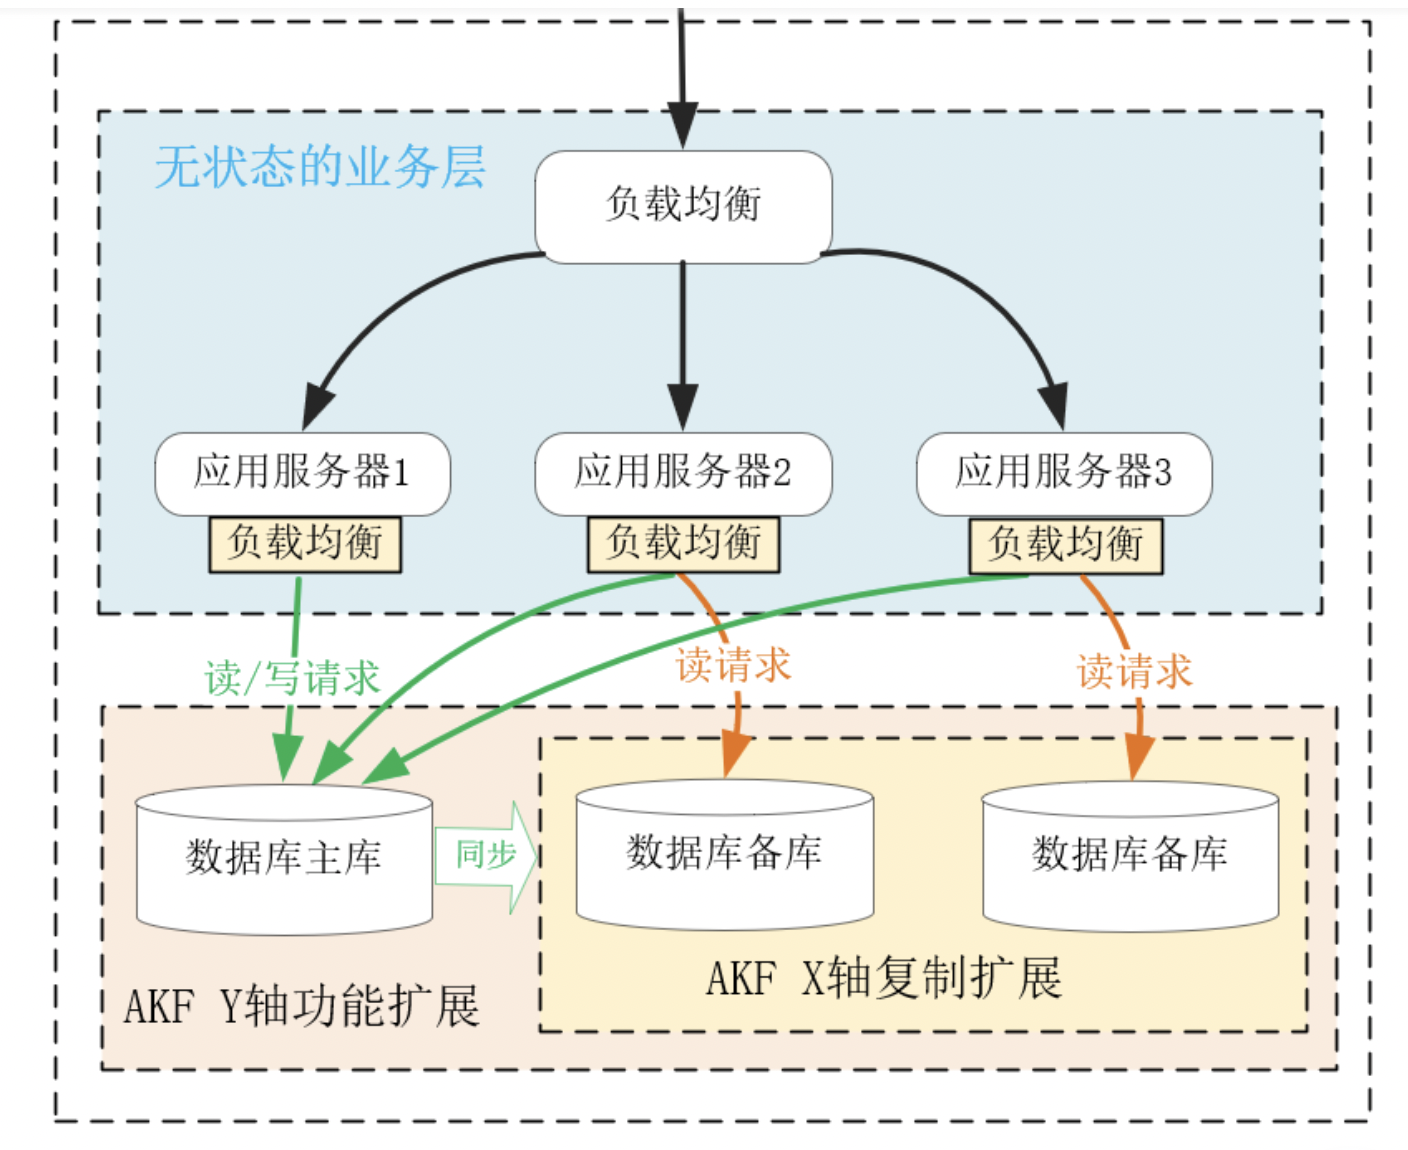 无状态的业务层
负载均衡
应用服务器1
应用服务器2
应用服务器3
负载均衡
负载均衡
负载均衡
读/写请求
读请求
读请求
数据库主库
同步
数据库备库
数据库备库
AKF X轴复制扩展
AKF Y轴功能扩展